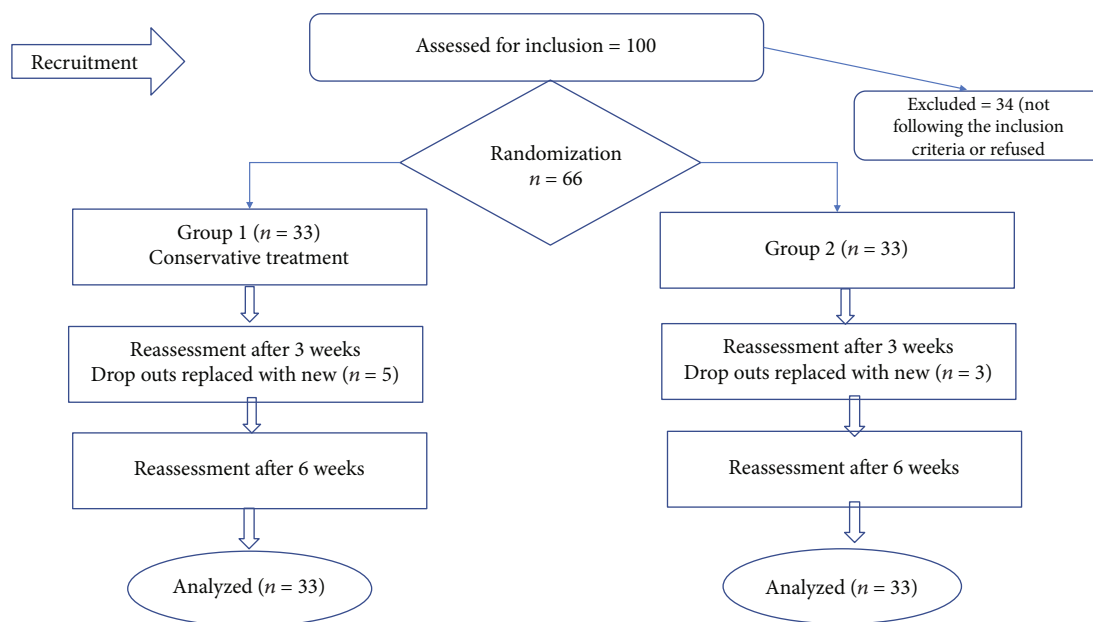 Recruitment
Assessed for inclusion = 100
Excluded = 34 (not
following the inclusion
criteria or refused
Randomization
n = 66
Group 1 (n = 33)
Conservative treatment
Group 2 (n = 33)
Reassessment after 3 weeks
Drop outs replaced with new (n = 5)
Reassessment after 3 weeks
Drop outs replaced with new (n = 3)
Reassessment after 6 weeks
Reassessment after 6 weeks
Analyzed (n = 33)
Analyzed (n = 33)